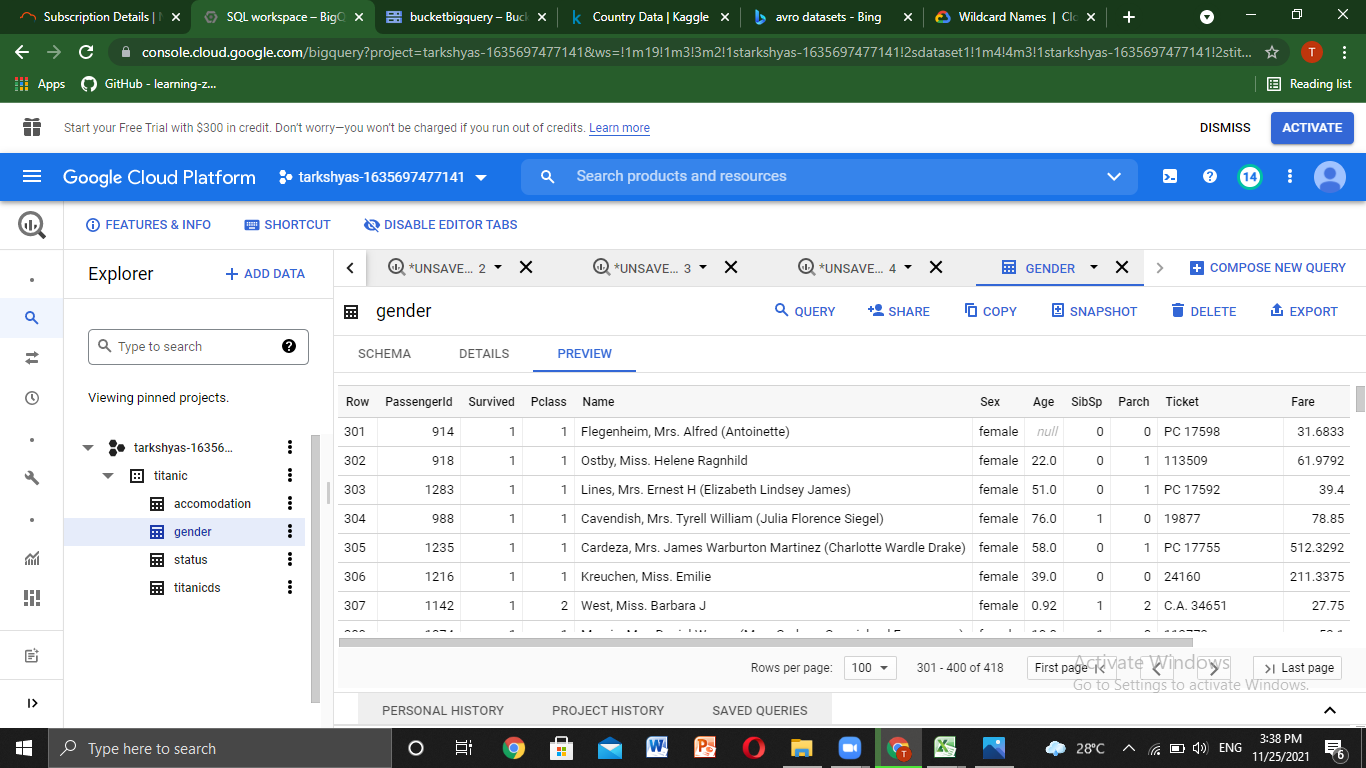 Subscription Details | M
SQL workspace – BigQ
bucketbigquery – Buck
Country Data | Kaggle
avro datasets - Bing
Wildcard Names | Clo
console.cloud.google.com/bigquery?project=tarkshyas-1635697477141&ws=!1m19!1m3!3m2!1starkshyas-1635697477141!2sdataset1!1m4!4m3!1starkshyas-1635697477141!2stit...
T
Apps
GitHub - learning-z...
Reading list
Start your Free Trial with $300 in credit. Don't worry—you won't be charged if you run out of credits. Learn more
DISMISS
ACTIVATE
Google Cloud Platform
tarkshyas-1635697477141
Search products and resources
14
FEATURES & INFO
SHORTCUT
DISABLE EDITOR TABS
Explorer
+ ADD DATA
*UNSAVE... 2
*UNSAVE... 3
*UNSAVE... 4
GENDER
COMPOSE NEW QUERY
gender
QUERY
SHARE
COPY
SNAPSHOT
DELETE
EXPORT
Type to search
Viewing pinned projects.
tarkshyas-16356...
titanic
accomodation
gender
status
titanicds
SCHEMA
DETAILS
PREVIEW
Row PassengerId Survived Pclass Name Sex Age SibSp Parch Ticket Fare
301 914 1 1 Flegenheim, Mrs. Alfred (Antoinette) female null 0 0 PC 17598 31.6833
302 918 1 1 Ostby, Miss. Helene Ragnhild female 22.0 0 1 113509 61.9792
303 1283 1 1 Lines, Mrs. Ernest H (Elizabeth Lindsey James) female 51.0 0 1 PC 17592 39.4
304 988 1 1 Cavendish, Mrs. Tyrell William (Julia Florence Siegel) female 76.0 1 0 19877 78.85
305 1235 1 1 Cardeza, Mrs. James Warburton Martinez (Charlotte Wardle Drake) female 58.0 0 1 PC 17755 512.3292
306 1216 1 1 Kreuchen, Miss. Emilie female 39.0 0 0 24160 211.3375
307 1142 1 2 West, Miss. Barbara J female 0.92 1 2 C.A. 34651 27.75
Rows per page: 100 301 - 400 of 418 First page Last page
Activate Windows
Go to Settings to activate Windows.
PERSONAL HISTORY
PROJECT HISTORY
SAVED QUERIES
Type here to search
28°C
ENG
3:38 PM
11/25/2021
6